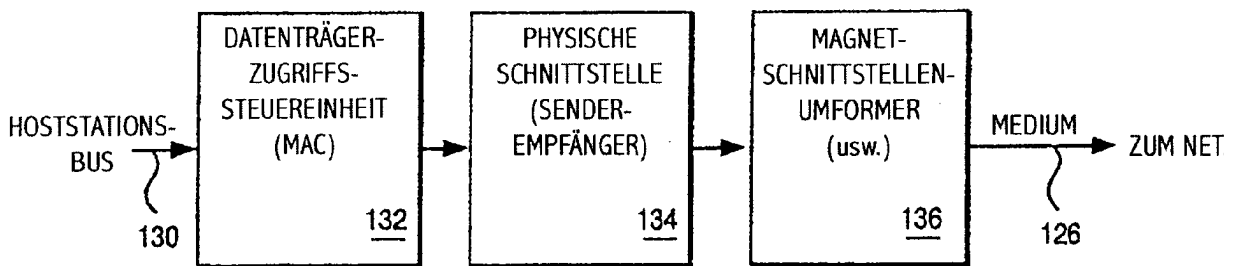 HOSTSTATIONS-
BUS
130
DATENTRÄGER-
ZUGRIFFS-
STEUEREINHEIT
(MAC)
132
PHYSISCHE
SCHNITTSTELLE
(SENDER-
EMPFÄNGER)
134
MAGNET-
SCHNITTSTELLEN-
UMFORMER
(usw.)
136
MEDIUM
126
ZUM NET